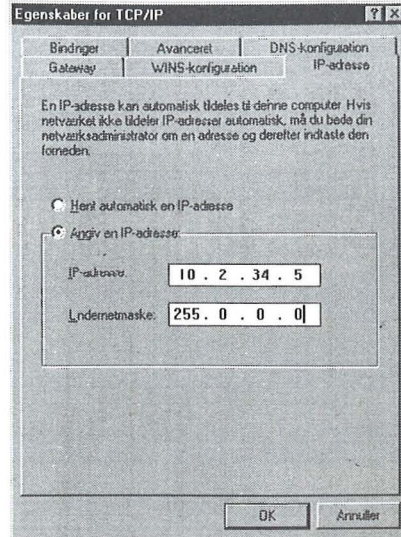 Egenskaber for TCP/IP
Bindinger Avanceret DNS-konfiguration
Gateway WINS-konfiguration IP-adresse
En IP-adresse kan automatisk tildeles til denne computer. Hvis
netværket ikke tildeler IP-adresser automatisk, må du bede din
netværksadministrator om en adresse og derefter indtaste den
forneden.
Hent automatisk en IP-adresse
Angiv en IP-adresse:
IP-adresse: 10 . 2 . 34 . 5
Undernetmaske: 255 . 0 . 0 . 0
OK Annuller